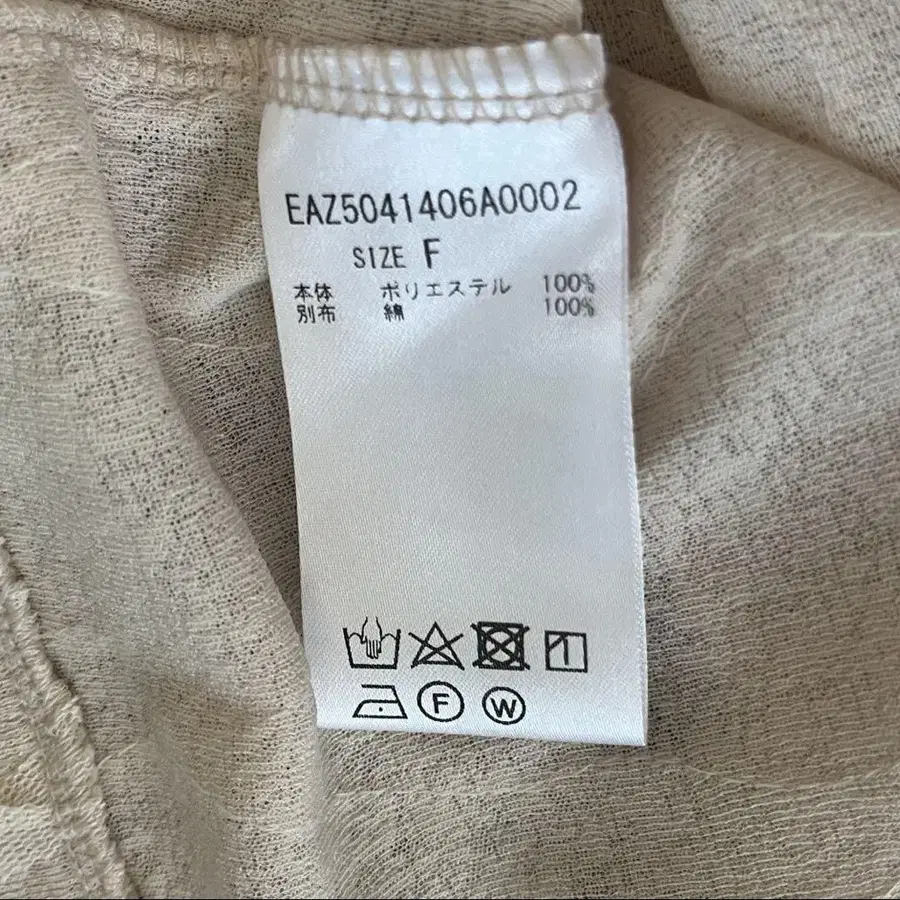 EAZ5041406A0002
SIZE F
本体 ポリエステル 100%
別布 綿 100%
F W